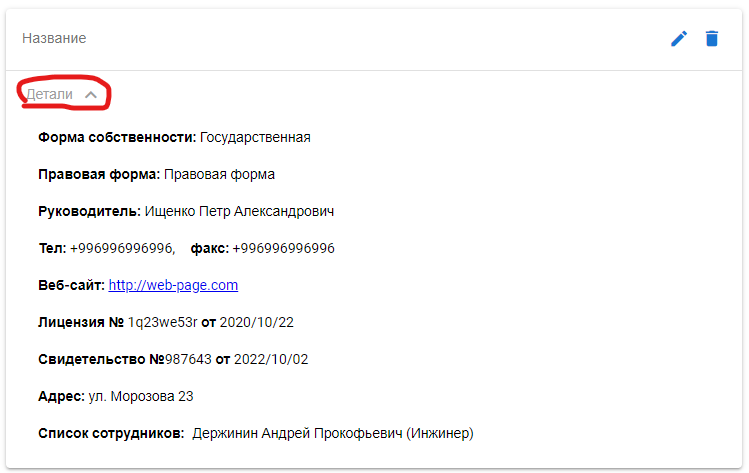 Название
Детали
Форма собственности: Государственная
Правовая форма: Правовая форма
Руководитель: Ищенко Петр Александрович
Тел: +996996996996, факс: +996996996996
Веб-сайт: http://web-page.com
Лицензия № 1q23we53r от 2020/10/22
Свидетельство №987643 от 2022/10/02
Адрес: ул. Морозова 23
Список сотрудников: Держинин Андрей Прокофьевич (Инжинер)